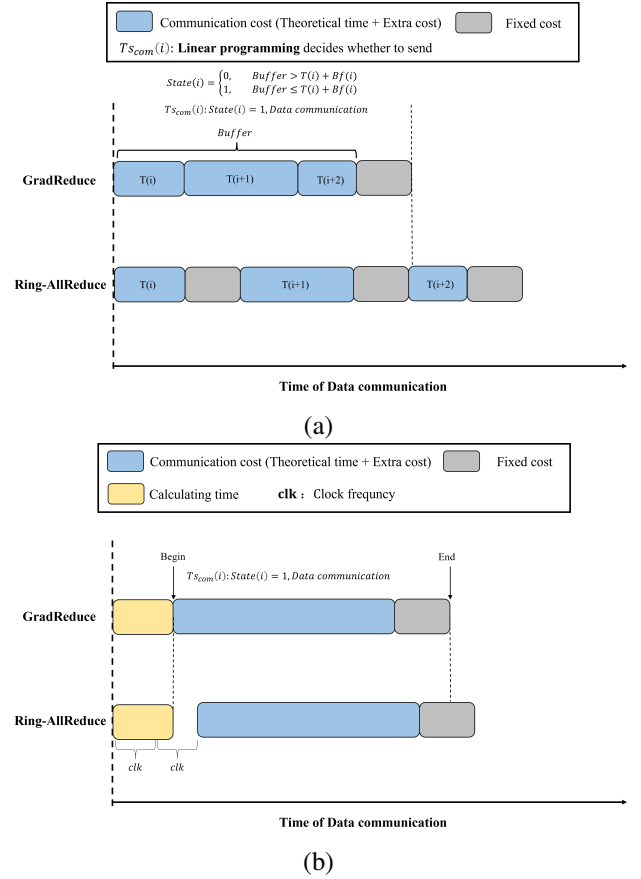 Communication cost (Theoretical time + Extra cost) Fixed cost
Ts_com(i): Linear programming decides whether to send
State(i) = {0, Buffer > T(i) + Bf(i)
1, Buffer ≤ T(i) + Bf(i)
Ts_com(i): State(i) = 1, Data communication
Buffer
GradReduce T(i) T(i+1) T(i+2)
Ring-AllReduce T(i) T(i+1) T(i+2)
Time of Data communication
(a)
Communication cost (Theoretical time + Extra cost) Fixed cost
Calculating time clk : Clock frequncy
Begin End
Ts_com(i): State(i) = 1, Data communication
GradReduce
Ring-AllReduce
clk clk
Time of Data communication
(b)